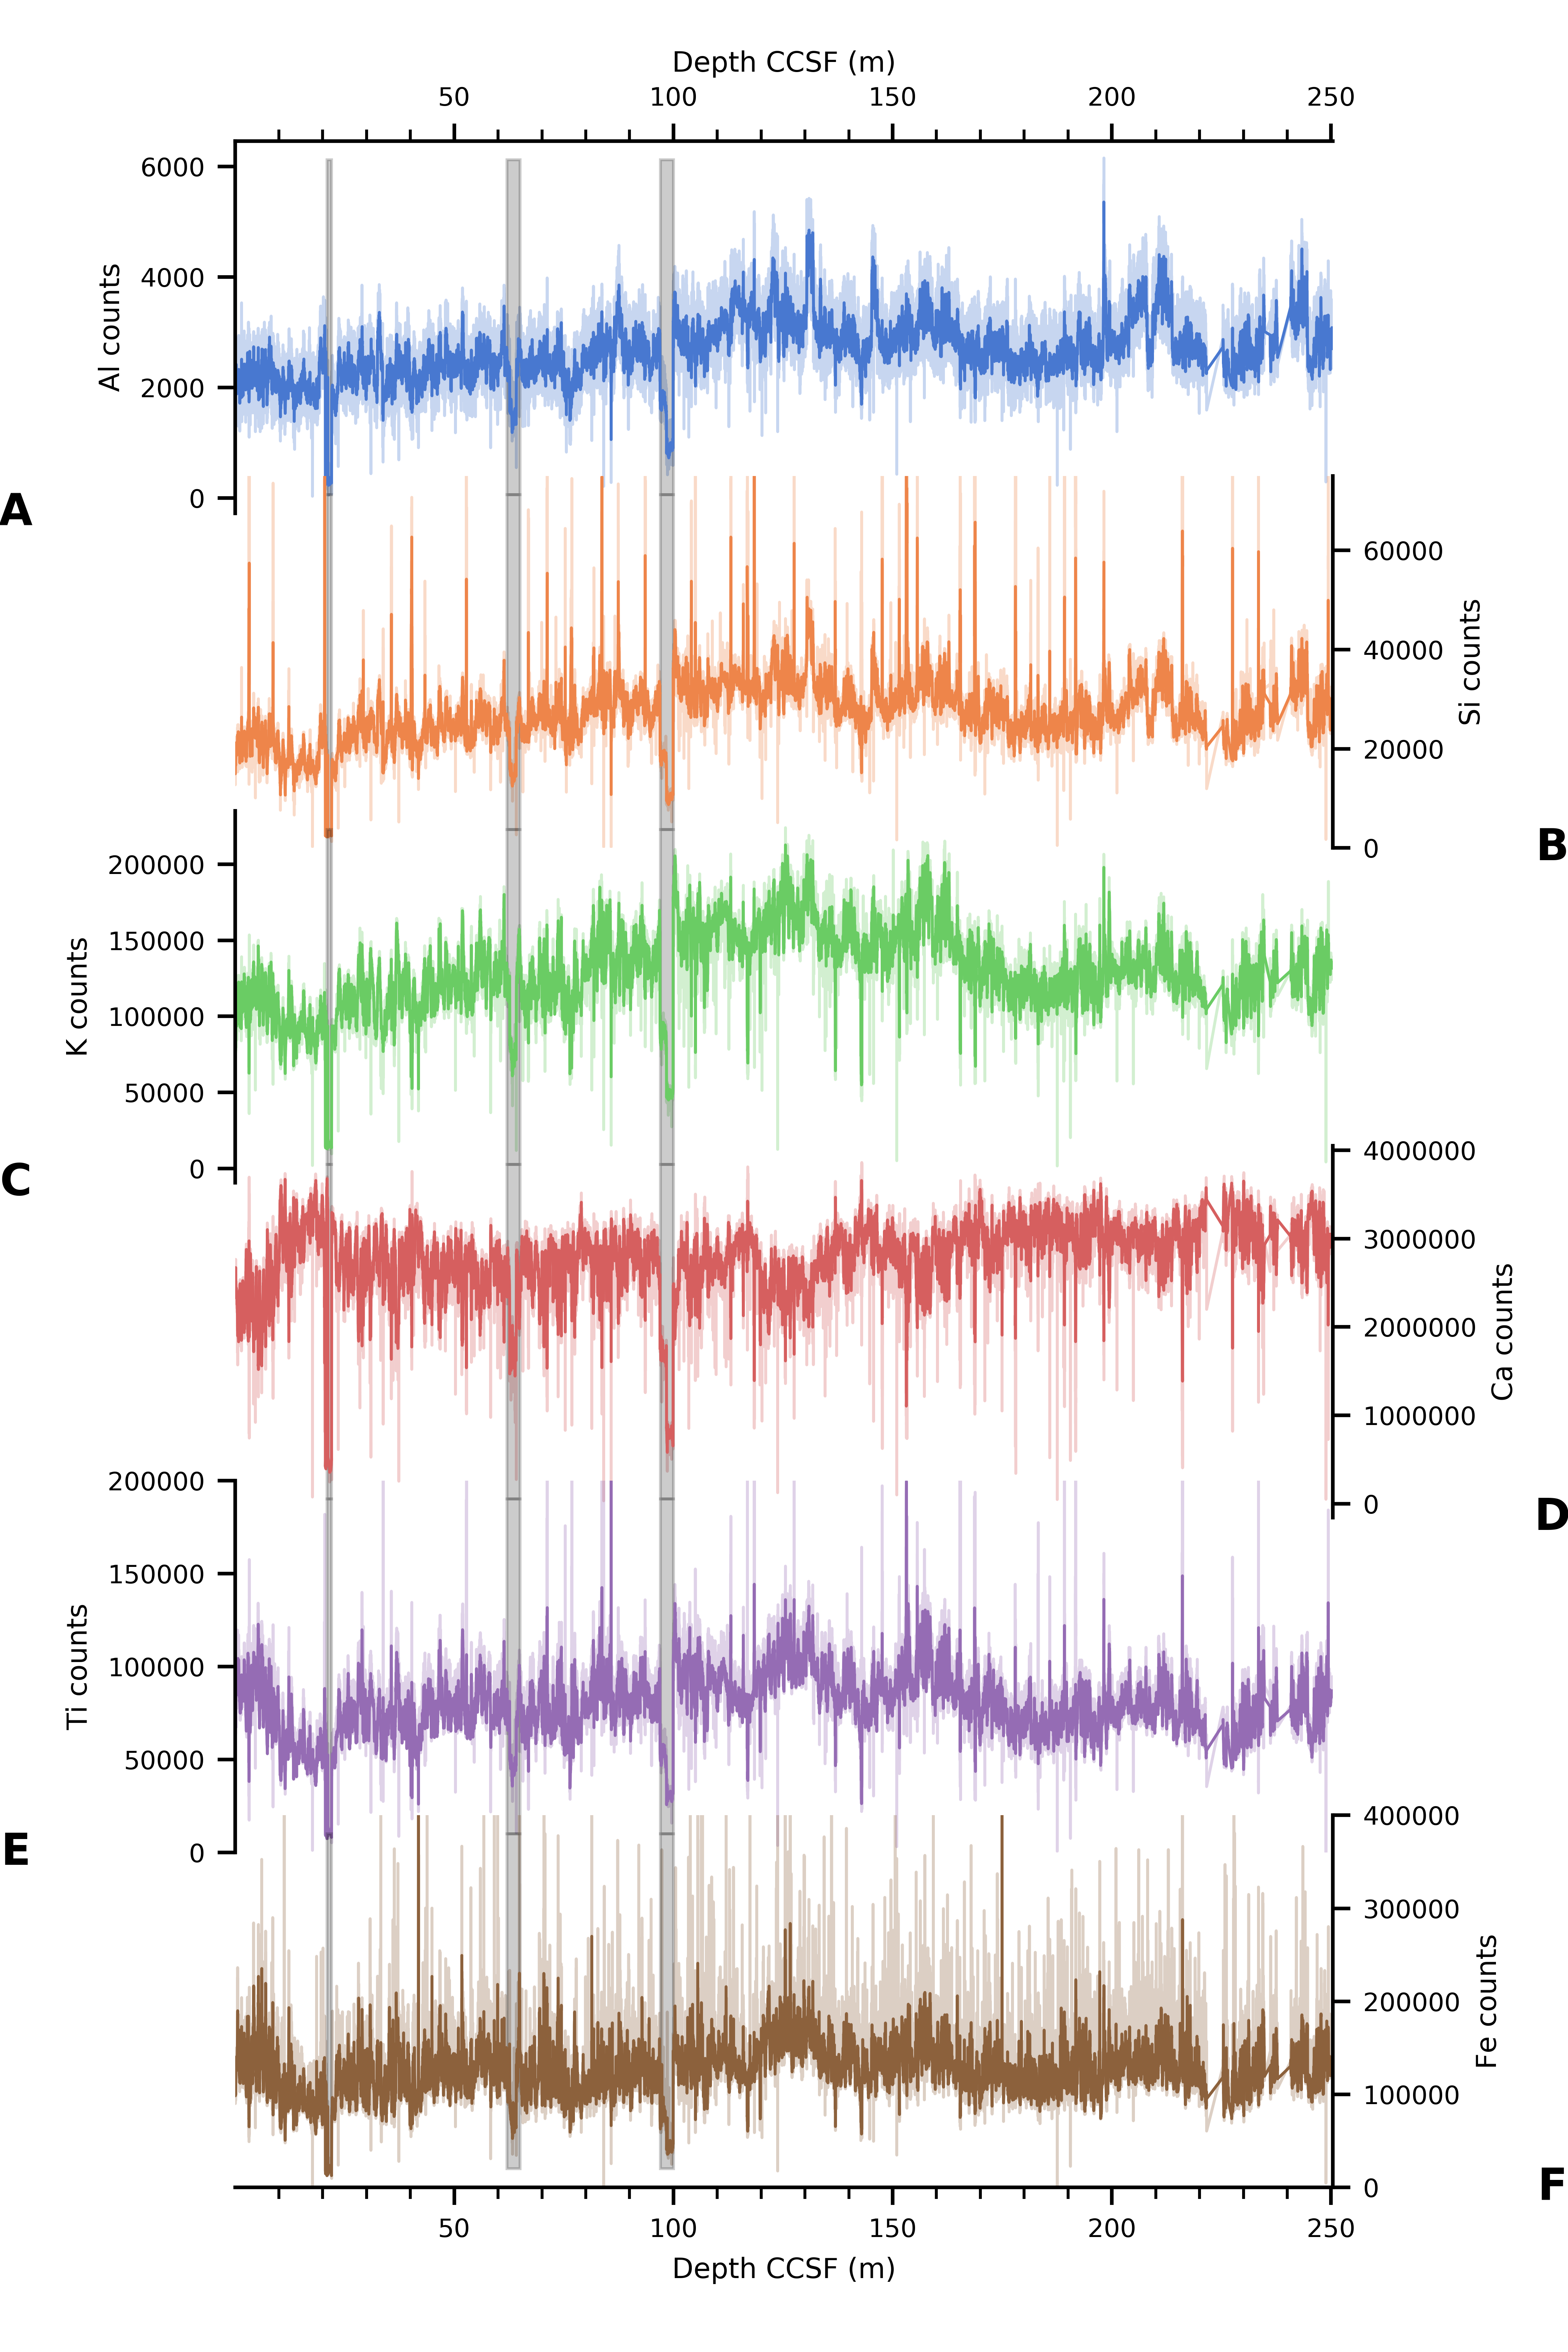 Depth CCSF (m)
50 100 150 200 250
6000
4000
2000
0
Al counts
A
60000
40000
20000
0
Si counts
B
200000
150000
100000
50000
0
K counts
C
4000000
3000000
2000000
1000000
0
Ca counts
D
200000
150000
100000
50000
0
Ti counts
E
400000
300000
200000
100000
0
Fe counts
F
50 100 150 200 250
Depth CCSF (m)